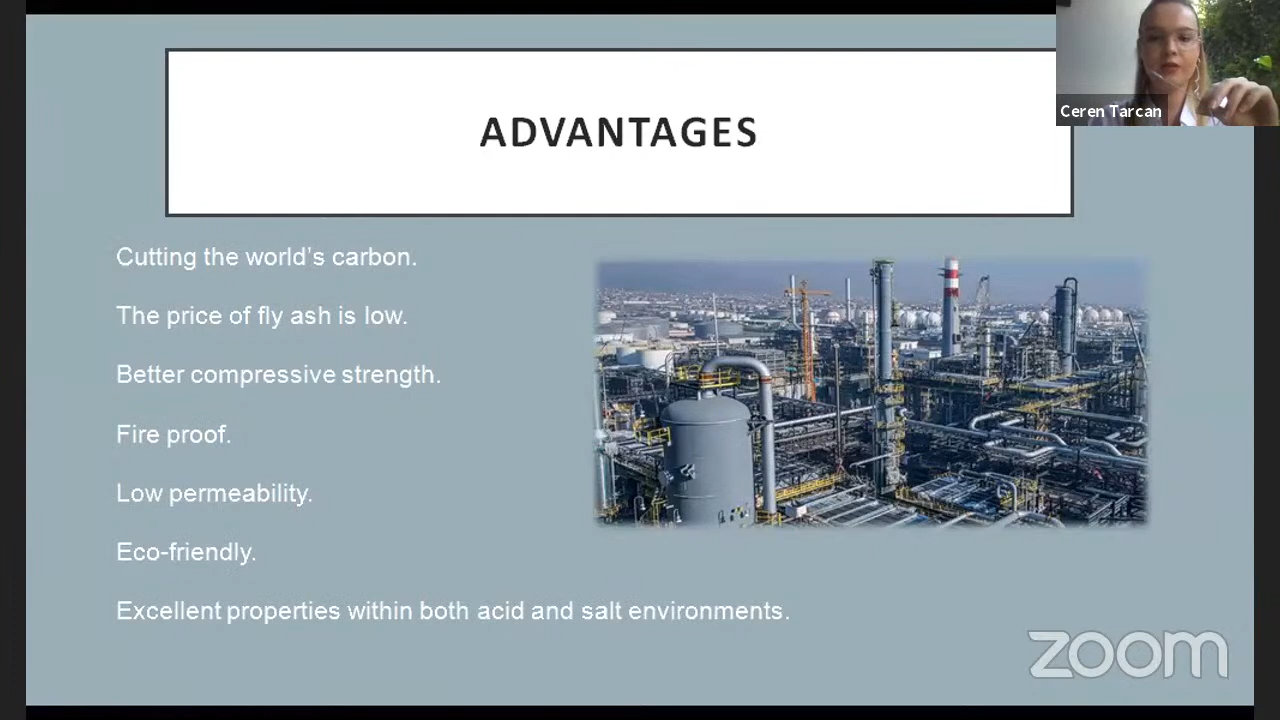 Ceren Tarcan
ADVANTAGES
Cutting the world’s carbon.
The price of fly ash is low.
Better compressive strength.
Fire proof.
Low permeability.
Eco-friendly.
Excellent properties within both acid and salt environments.
zoom